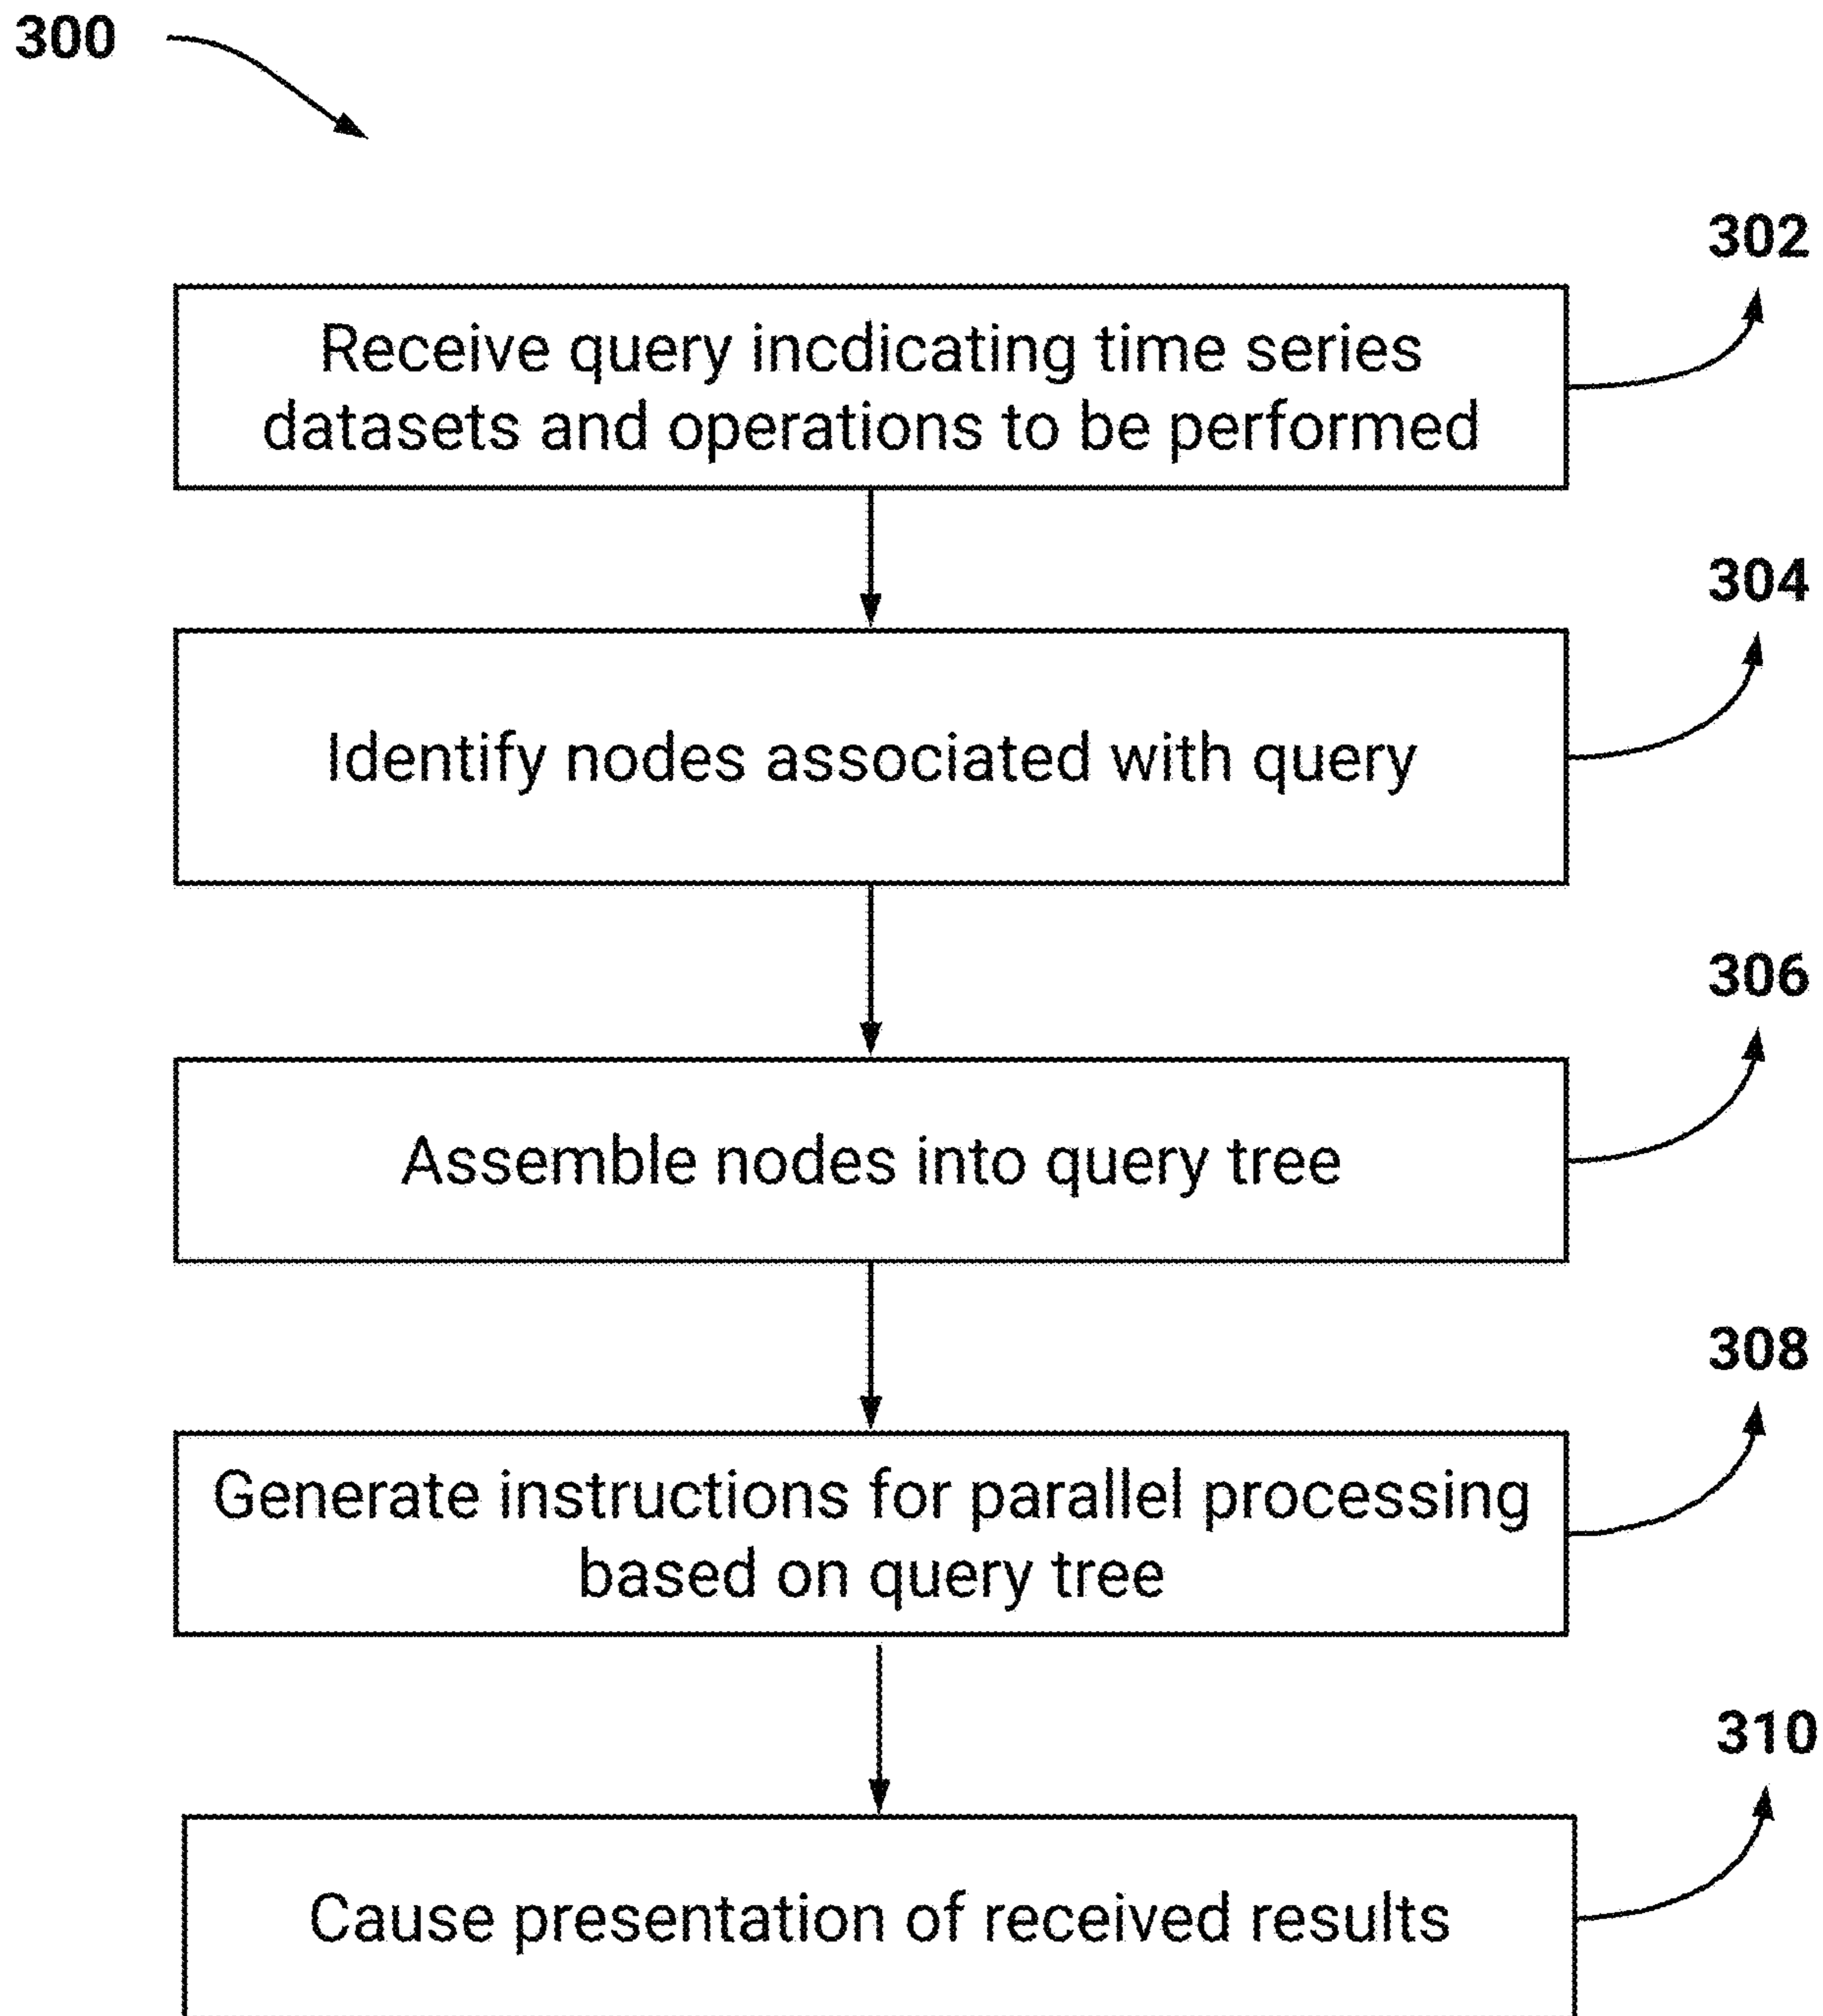 300
302
Receive query incdicating time series
datasets and operations to be performed
304
Identify nodes associated with query
306
Assemble nodes into query tree
308
Generate instructions for parallel processing
based on query tree
310
Cause presentation of received results